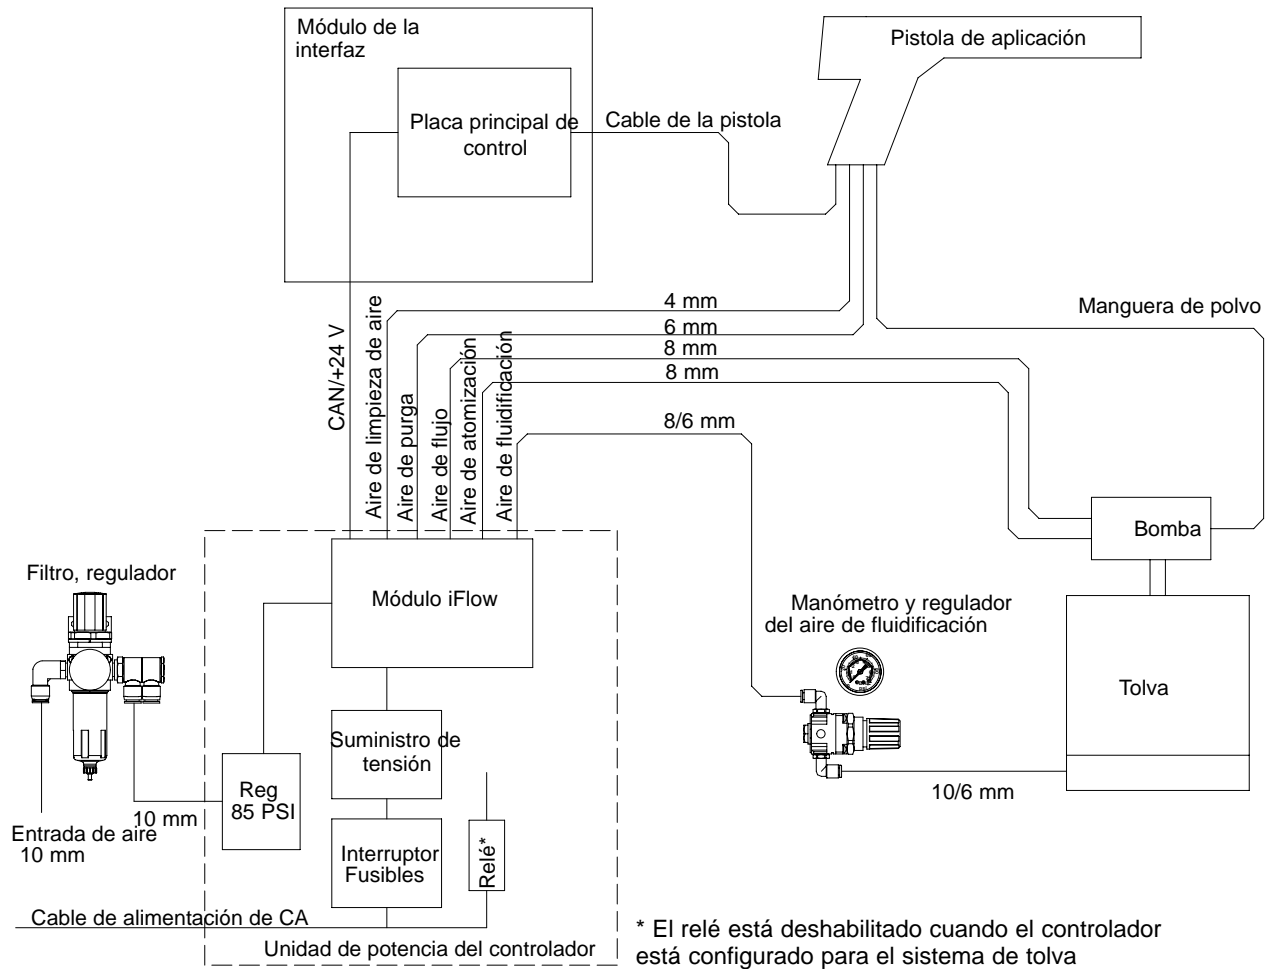 Módulo de la
interfaz
Pistola de aplicación
Placa principal de
control
Cable de la pistola
4 mm
6 mm
8 mm
8 mm
8/6 mm
Manguera de polvo
CAN/+24 V
Aire de limpieza de aire
Aire de purga
Aire de flujo
Aire de atomización
Aire de fluidificación
Bomba
Filtro, regulador
Módulo iFlow
Manómetro y regulador
del aire de fluidificación
Tolva
Suministro de
tensión
Reg
85 PSI
10/6 mm
10 mm
Entrada de aire
10 mm
Interruptor
Fusibles
Relé*
Cable de alimentación de CA
Unidad de potencia del controlador
* El relé está deshabilitado cuando el controlador
está configurado para el sistema de tolva